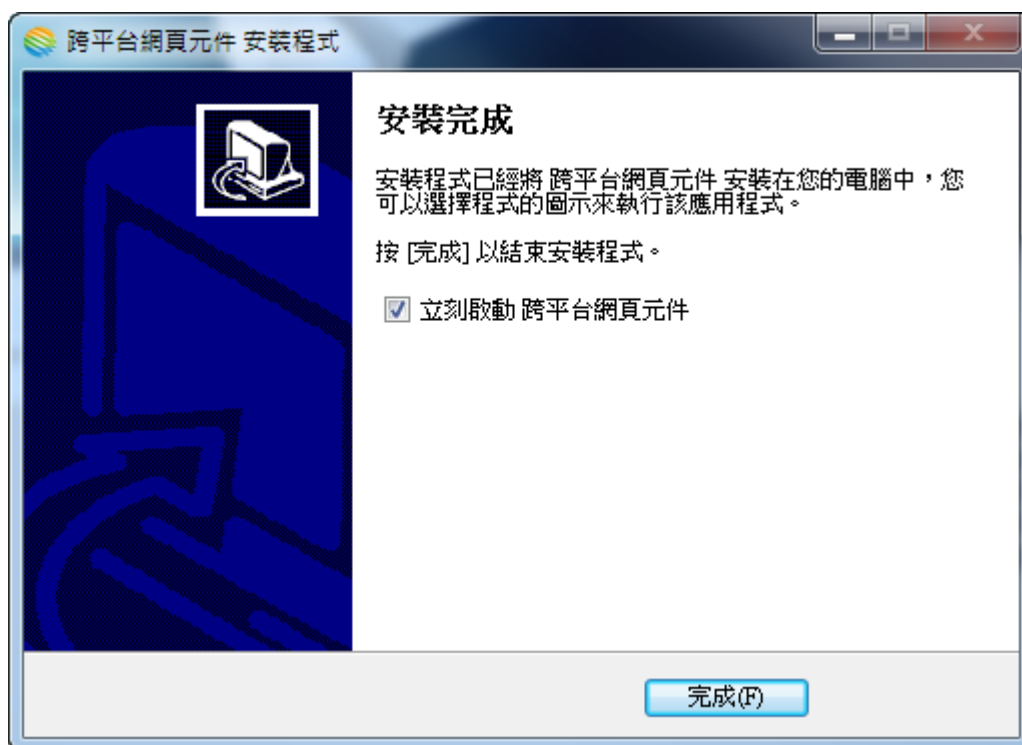 跨平台網頁元件 安裝程式
安裝完成
安裝程式已經將 跨平台網頁元件 安裝在您的電腦中，您
可以選擇程式的圖示來執行該應用程式。
按 [完成] 以結束安裝程式。
立刻啟動 跨平台網頁元件
完成(F)